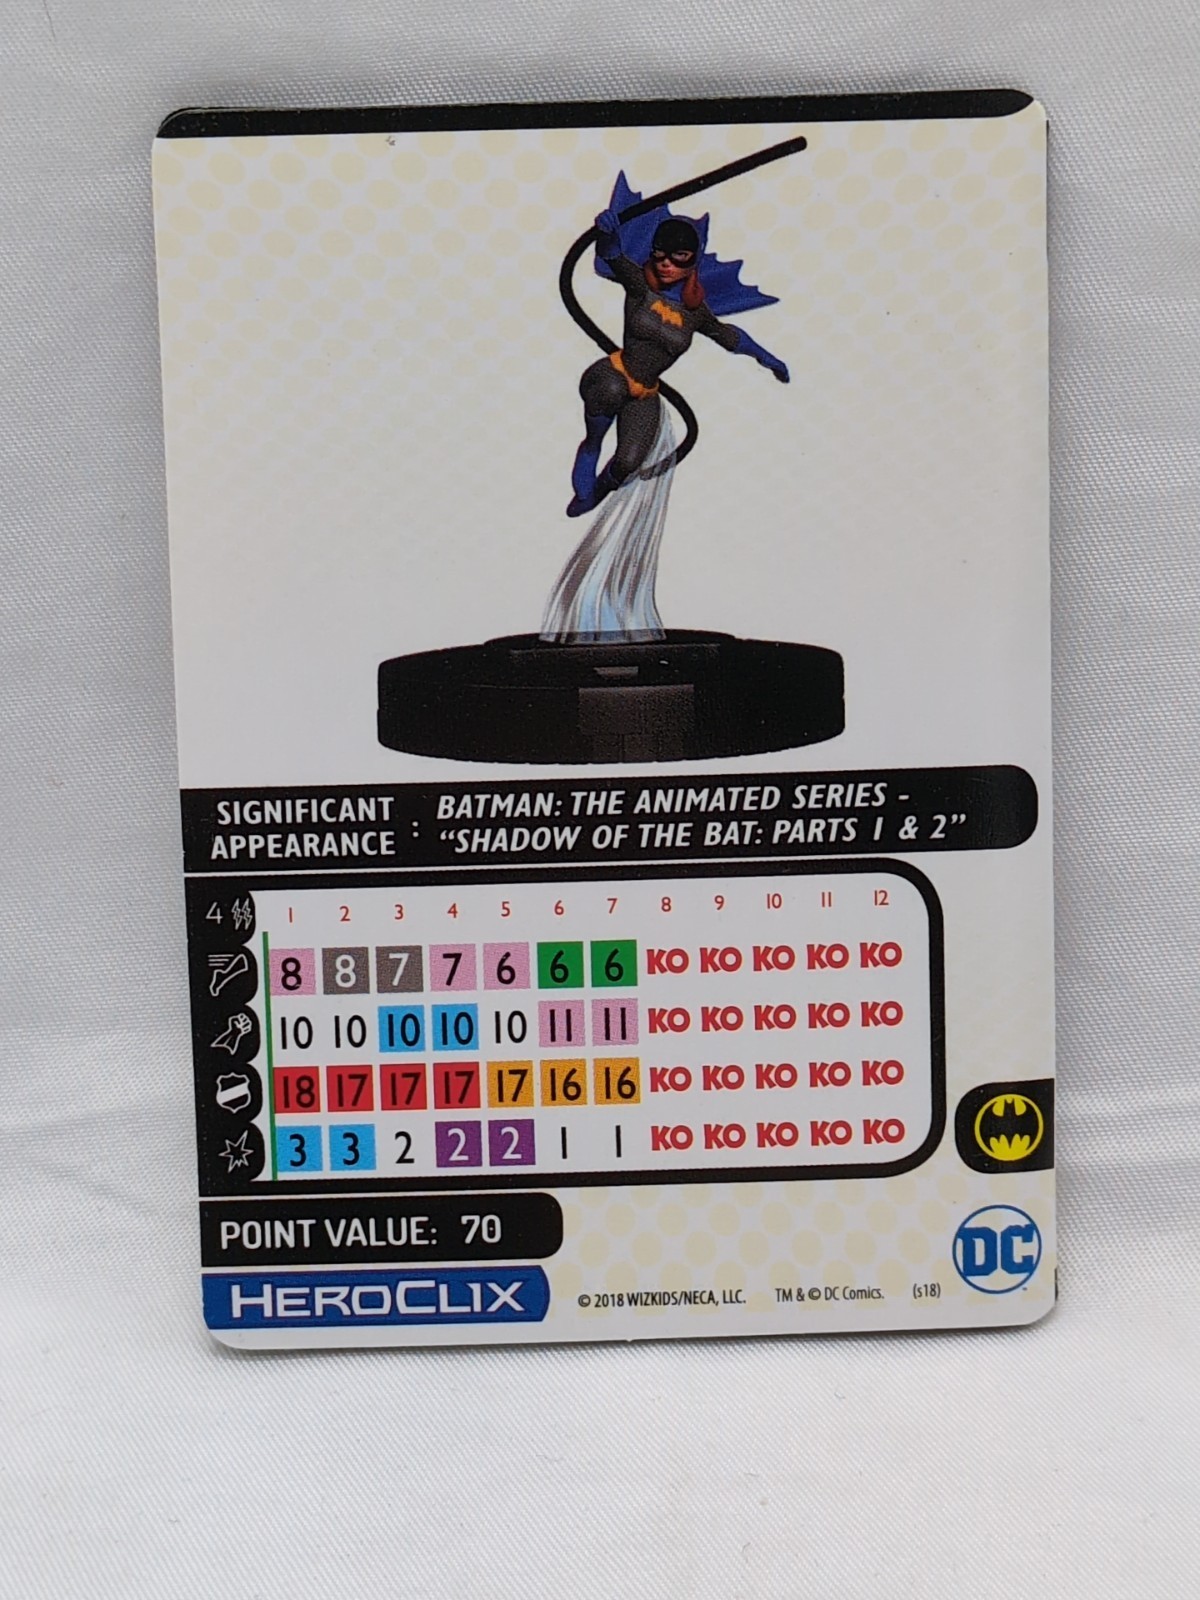 SIGNIFICANT APPEARANCE : BATMAN: THE ANIMATED SERIES -
"SHADOW OF THE BAT: PARTS 1 & 2"
4 1 2 3 4 5 6 7 8 9 10 11 12
8 8 7 7 6 6 6 KO KO KO KO KO
10 10 10 10 10 11 11 KO KO KO KO KO
18 17 17 17 17 16 16 KO KO KO KO KO
3 3 2 2 2 1 1 KO KO KO KO KO
POINT VALUE: 70
DC
HEROCLIX © 2018 WIZKIDS/NECA, LLC. TM & © DC Comics. (s18)